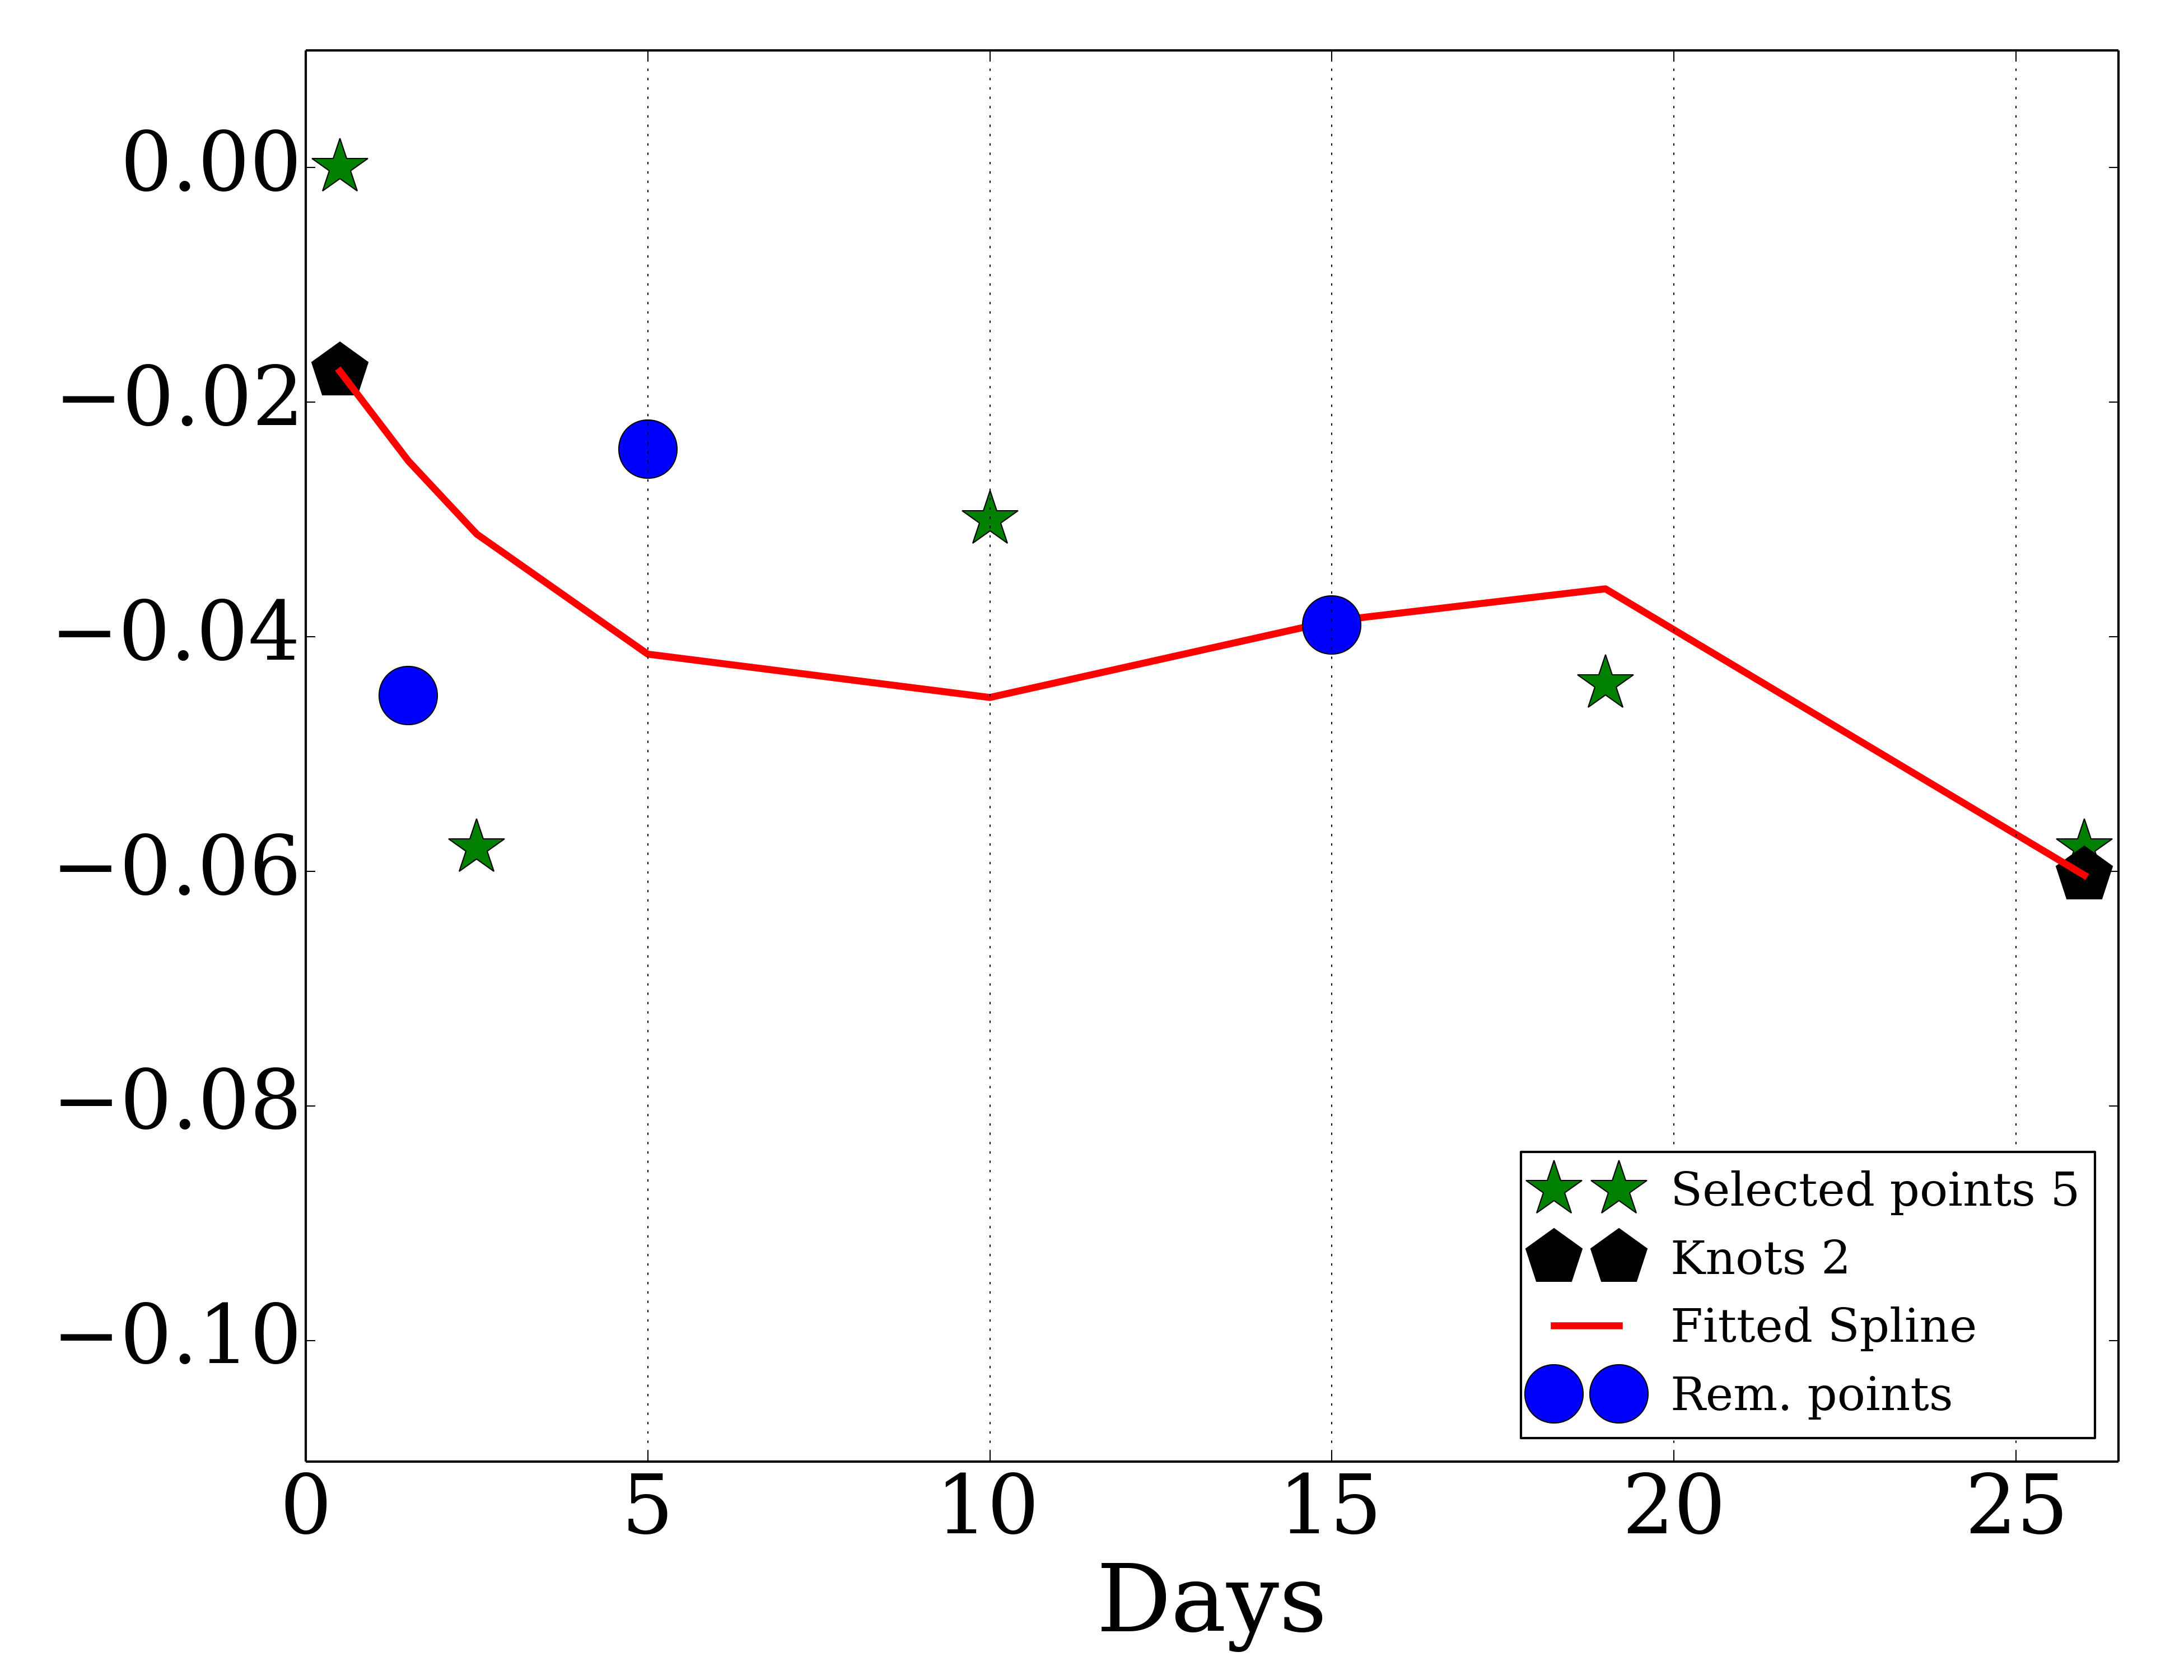 0.00
−0.02
−0.04
−0.06
−0.08
−0.10
Selected points 5
Knots 2
Fitted Spline
Rem. points
0 5 10 15 20 25
Days